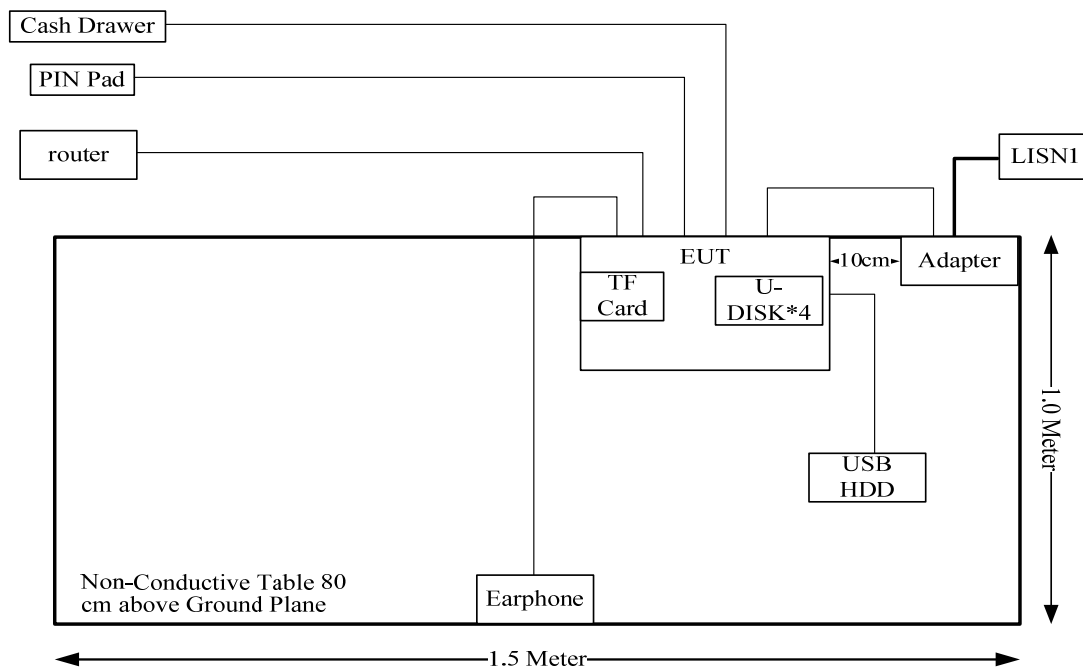 Cash Drawer
PIN Pad
router
LISN1
EUT
10cm
Adapter
TF
Card
U-
DISK*4
1.0 Meter
USB
HDD
Non-Conductive Table 80
cm above Ground Plane
Earphone
1.5 Meter